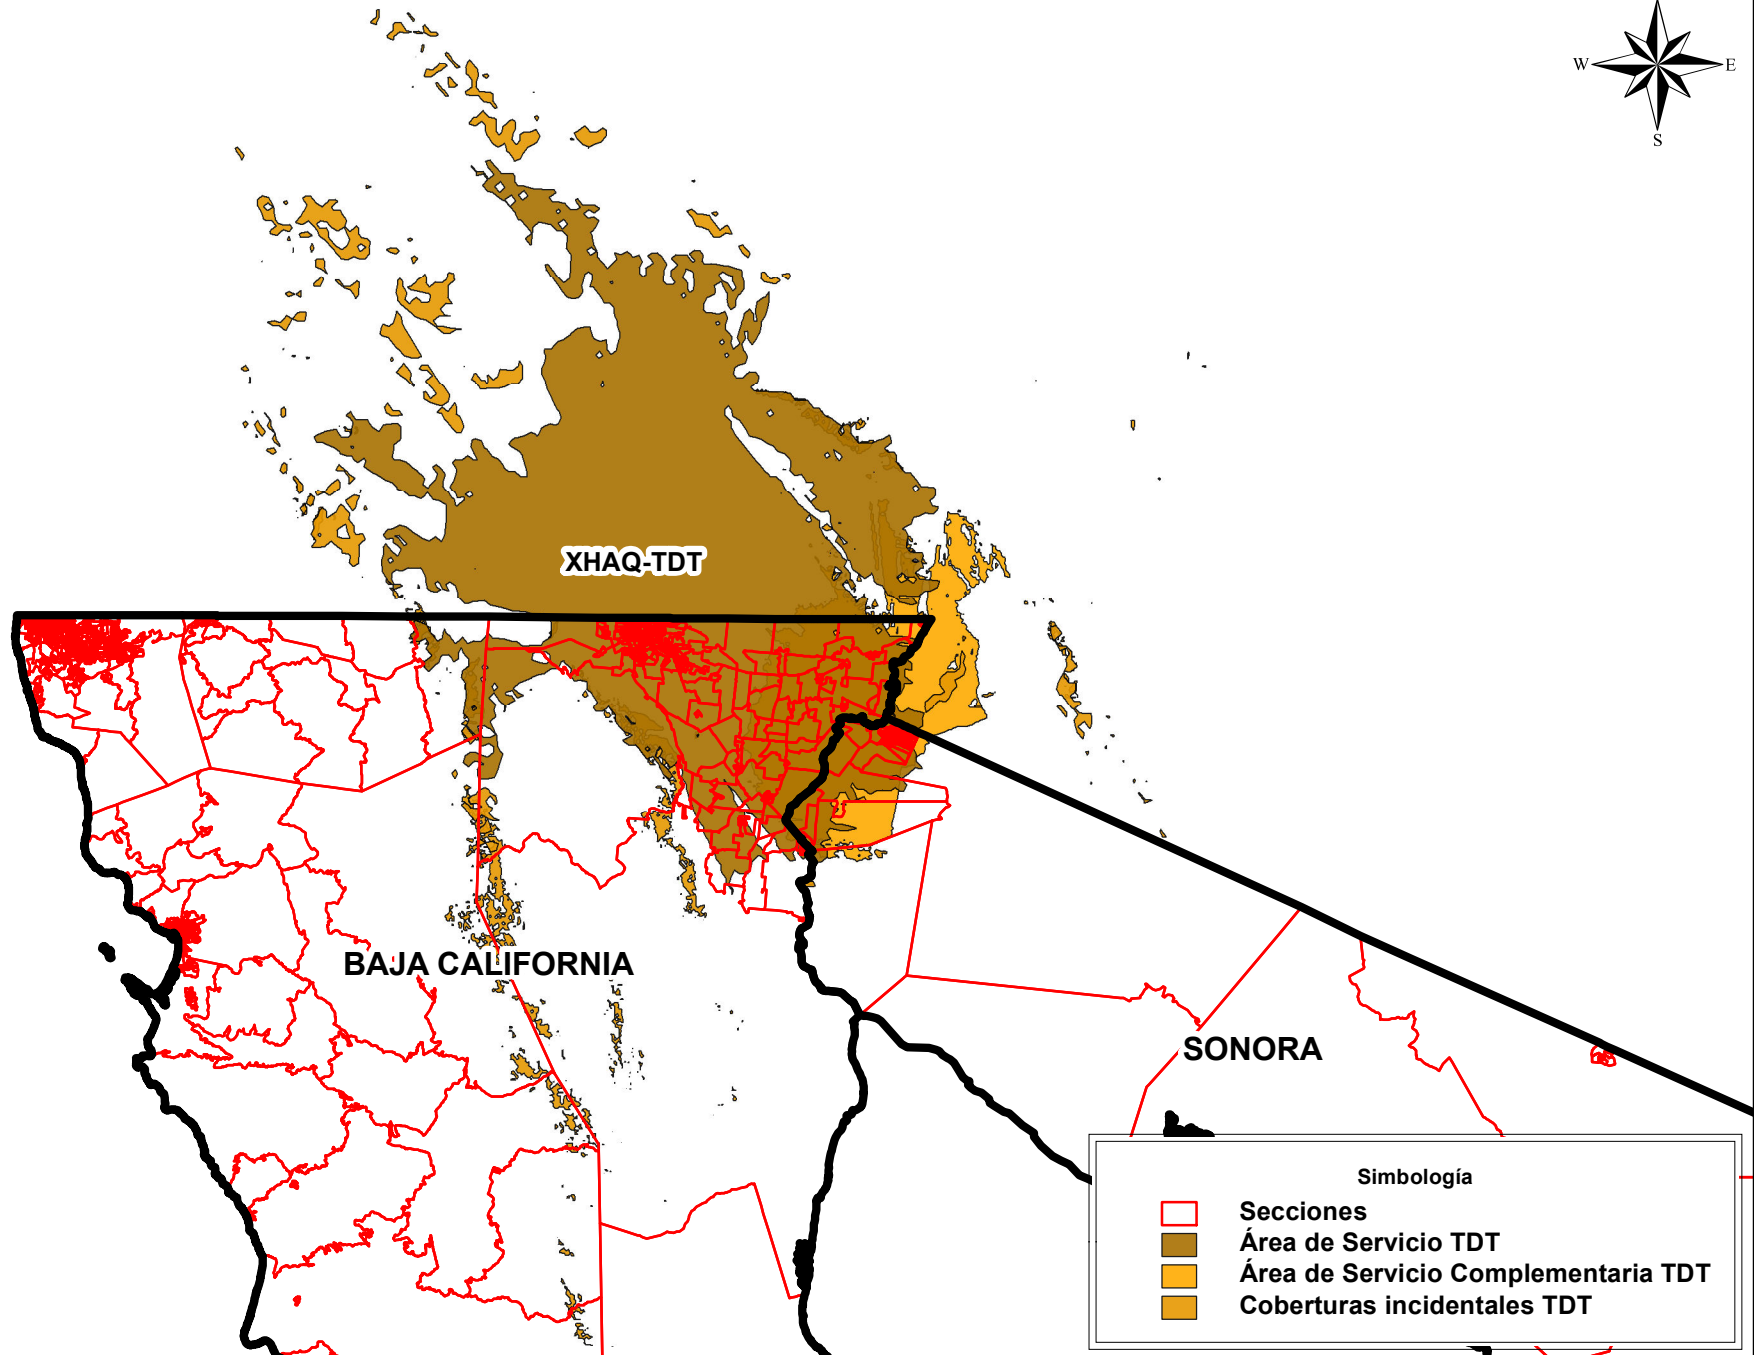 W E
S
XHAQ-TDT
BAJA CALIFORNIA
SONORA
Simbología
Secciones
Área de Servicio TDT
Área de Servicio Complementaria TDT
Coberturas incidentales TDT